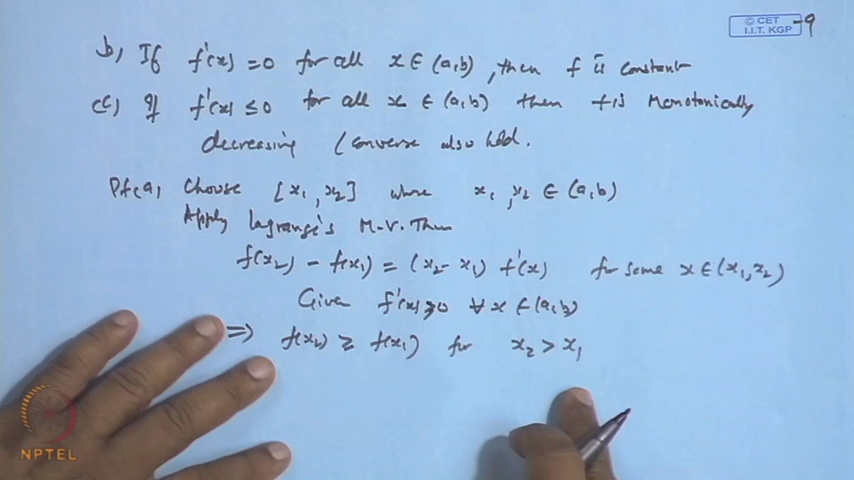 © CET
I.I.T. KGP
-9
b, If f'(x) = 0 for all x ∈ (a,b), then f is constant
(c) If f'(x) ≤ 0 for all x ∈ (a,b) then f is Monotonically
decreasing (converse also hold.
Pf(a, Choose [x₁, x₂] where x₁, x₂ ∈ (a,b)
Apply Lagrange's M.V. Thm
f(x₂) - f(x₁) = (x₂ - x₁) f'(x) for some x ∈ (x₁, x₂)
Given f'(x) ≥ 0 ∀ x ∈ (a,b)
⇒ f(x₂) ≥ f(x₁) for x₂ > x₁
NPTEL